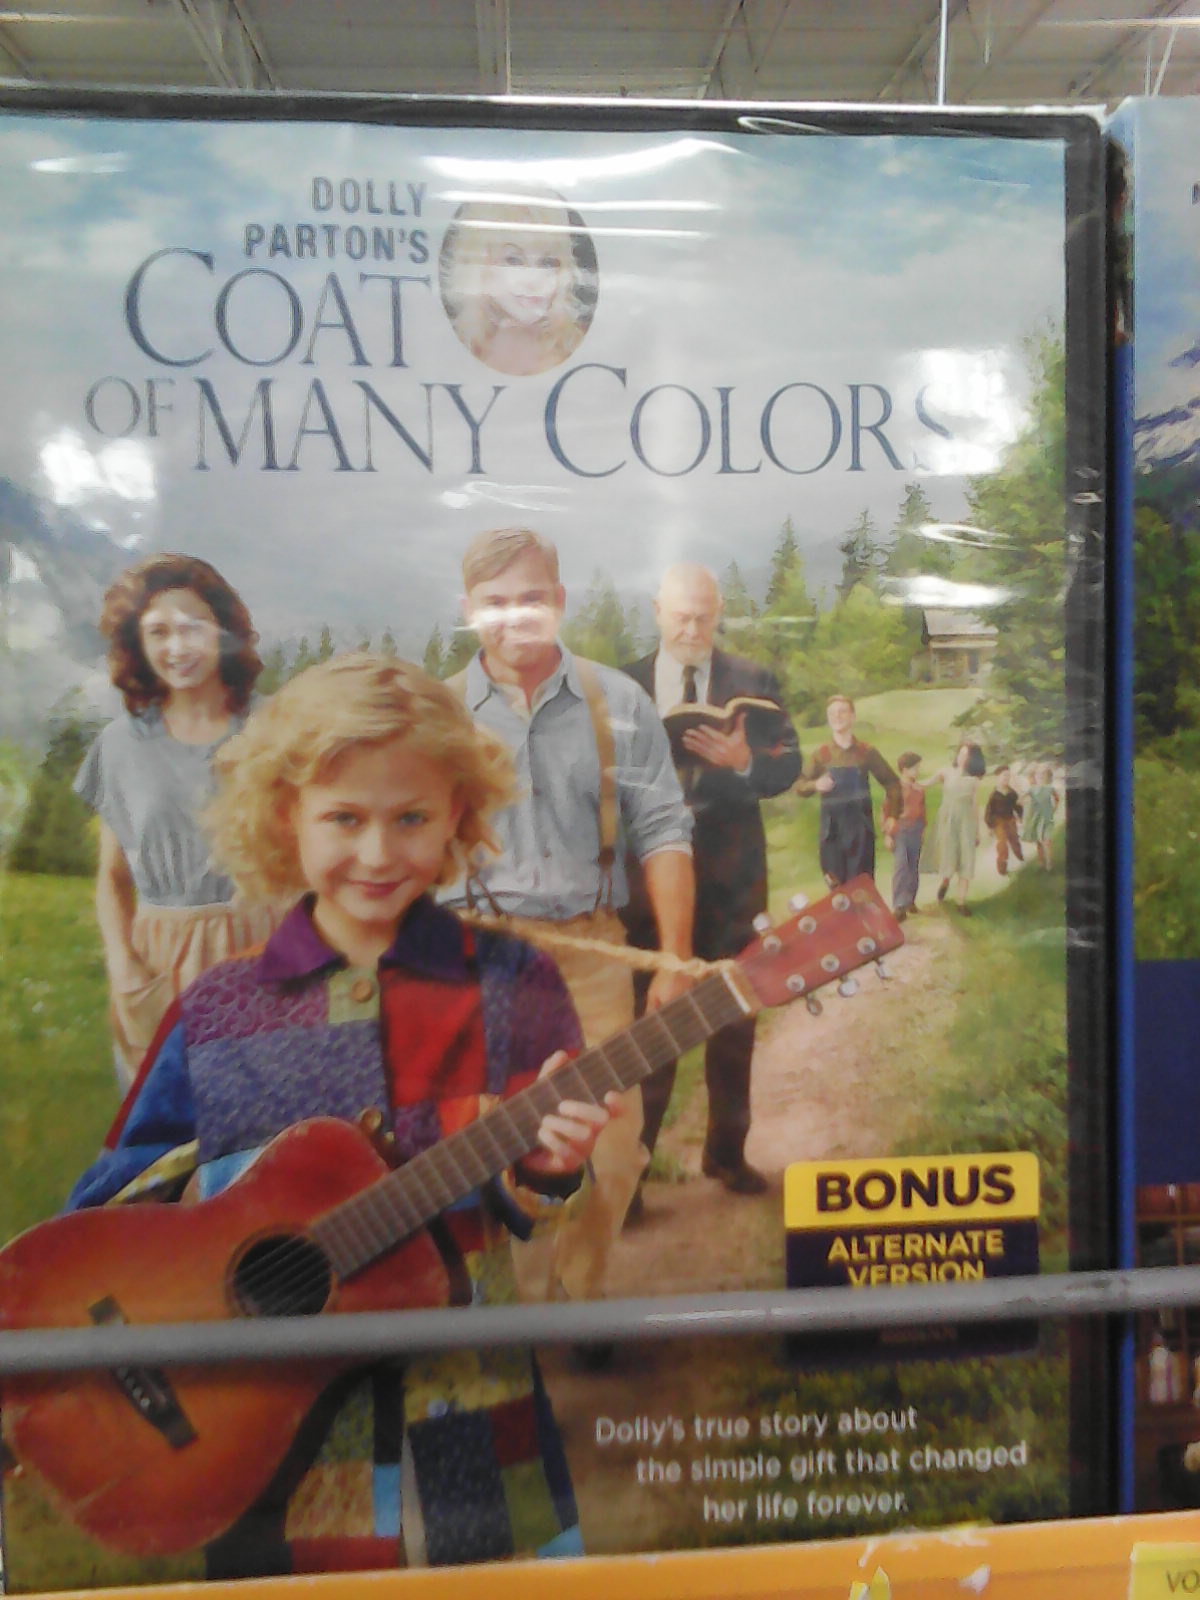 DOLLY
PARTON'S
COAT
OF MANY COLORS
BONUS
ALTERNATE
VERSION
Dolly's true story about
the simple gift that changed
her life forever.
VO